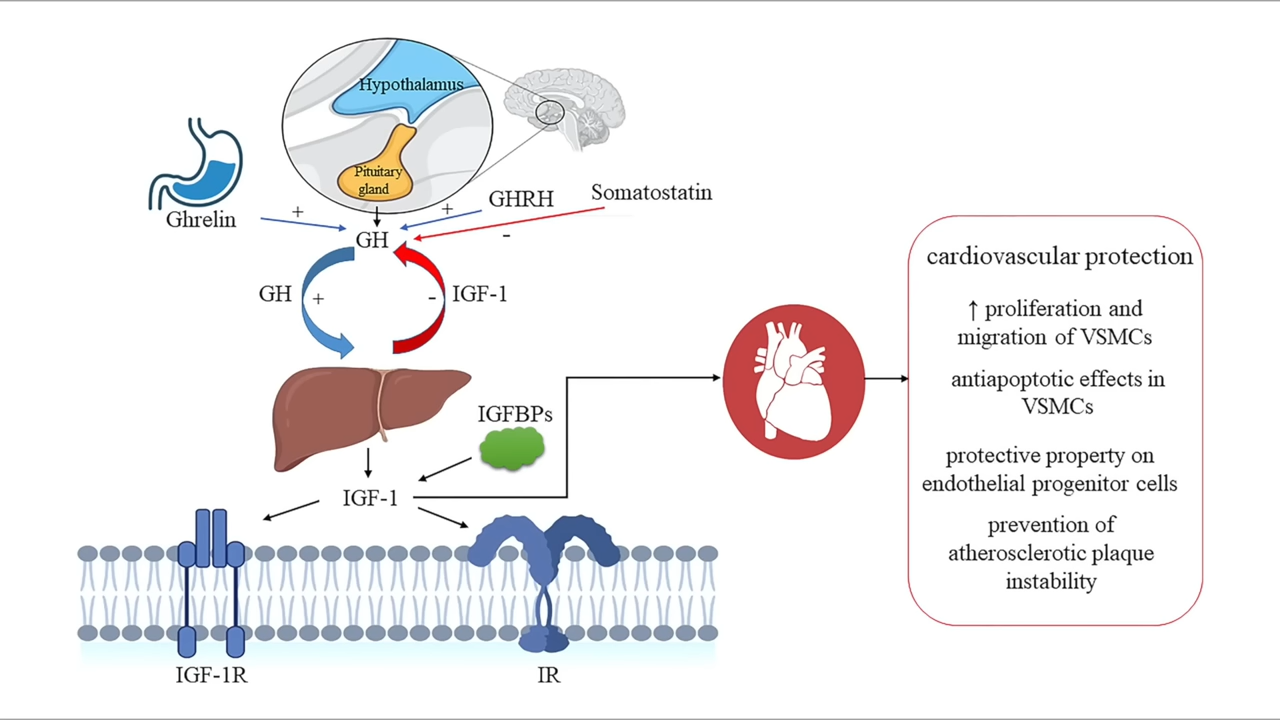 Hypothalamus
Pituitary
gland
Ghrelin
+
+
GHRH
Somatostatin
-
GH
GH
+
-
IGF-1
IGFBPs
IGF-1
IGF-1R
IR
cardiovascular protection
↑ proliferation and
migration of VSMCs
antiapoptotic effects in
VSMCs
protective property on
endothelial progenitor cells
prevention of
atherosclerotic plaque
instability